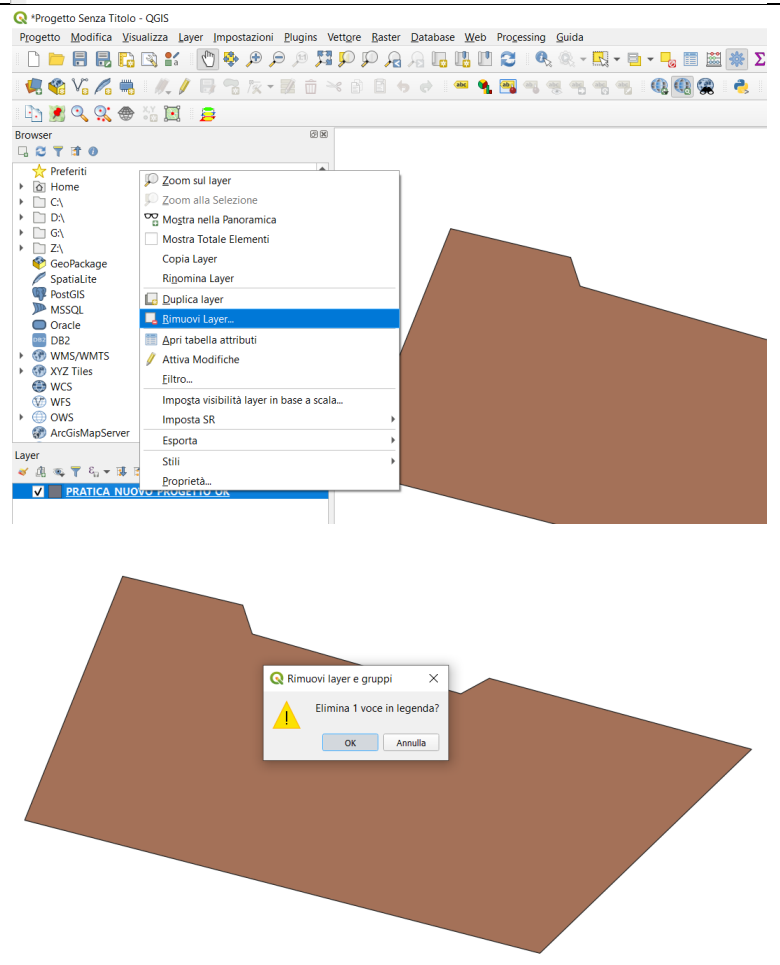 *Progetto Senza Titolo - QGIS
Progetto Modifica Visualizza Layer Impostazioni Plugins Vettore Raster Database Web Processing Guida
Browser
Preferiti
Home
C:\
D:\
G:\
Z:\
GeoPackage
SpatiaLite
PostGIS
MSSQL
Oracle
DB2
WMS/WMTS
XYZ Tiles
WCS
WFS
OWS
ArcGisMapServer
Zoom sul layer
Zoom alla Selezione
Mostra nella Panoramica
Mostra Totale Elementi
Copia Layer
Rinomina Layer
Duplica layer
Rimuovi Layer...
Apri tabella attributi
Attiva Modifiche
Filtro...
Imposta visibilità layer in base a scala...
Imposta SR
Esporta
Stili
Proprietà...
Layer
PRATICA NUOVO PROGETTO OK
Rimuovi layer e gruppi
Elimina 1 voce in legenda?
OK Annulla